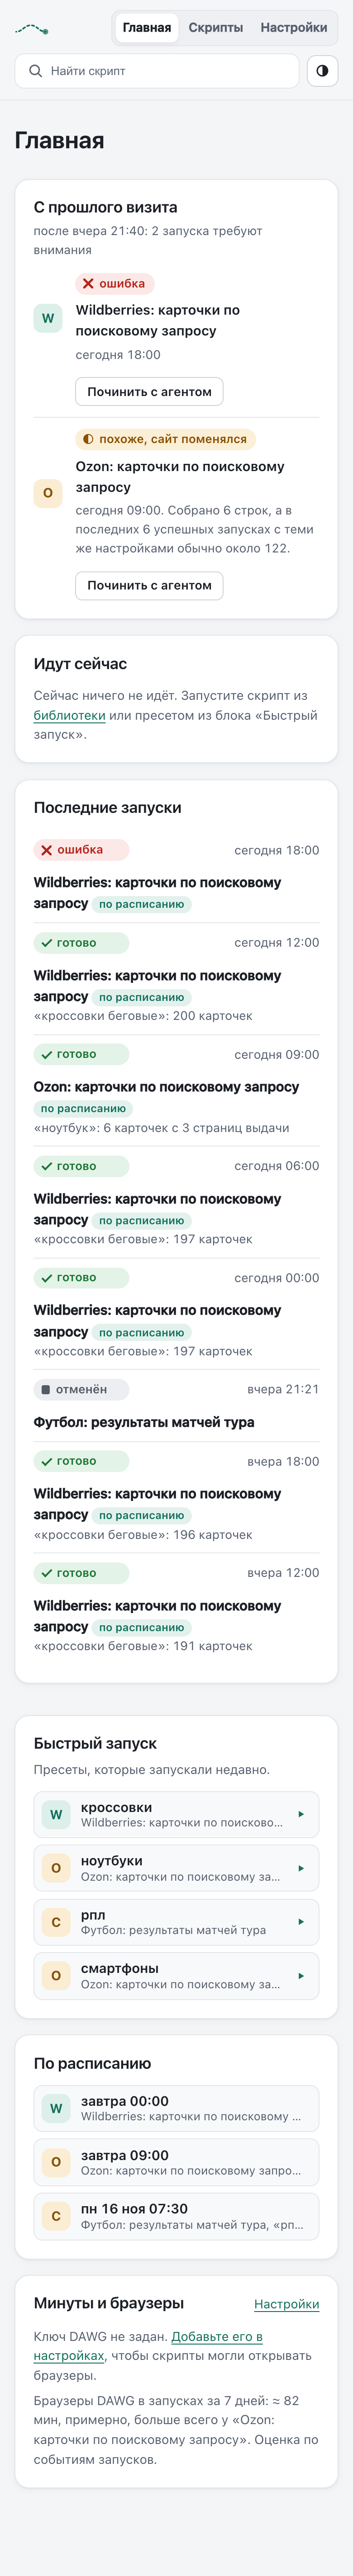 Главная
Скрипты
Настройки
Найти скрипт
Главная
С прошлого визита
после вчера 21:40: 2 запуска требуют
внимания
ошибка
W
Wildberries: карточки по
поисковому запросу
сегодня 18:00
Починить с агентом
похоже, сайт поменялся
O
Ozon: карточки по поисковому
запросу
сегодня 09:00. Собрано 6 строк, а в
последних 6 успешных запусках с теми
же настройками обычно около 122.
Починить с агентом
Идут сейчас
Сейчас ничего не идёт. Запустите скрипт из
библиотеки или пресетом из блока «Быстрый
запуск».
Последние запуски
ошибка
сегодня 18:00
Wildberries: карточки по поисковому
запросу по расписанию
готово
сегодня 12:00
Wildberries: карточки по поисковому
запросу по расписанию
«кроссовки беговые»: 200 карточек
готово
сегодня 09:00
Ozon: карточки по поисковому запросу
по расписанию
«ноутбук»: 6 карточек с 3 страниц выдачи
готово
сегодня 06:00
Wildberries: карточки по поисковому
запросу по расписанию
«кроссовки беговые»: 197 карточек
готово
сегодня 00:00
Wildberries: карточки по поисковому
запросу по расписанию
«кроссовки беговые»: 197 карточек
отменён
вчера 21:21
Футбол: результаты матчей тура
готово
вчера 18:00
Wildberries: карточки по поисковому
запросу по расписанию
«кроссовки беговые»: 196 карточек
готово
вчера 12:00
Wildberries: карточки по поисковому
запросу по расписанию
«кроссовки беговые»: 191 карточек
Быстрый запуск
Пресеты, которые запускали недавно.
W
кроссовки
Wildberries: карточки по поисково...
O
ноутбуки
Ozon: карточки по поисковому за...
С
рпл
Футбол: результаты матчей тура
O
смартфоны
Ozon: карточки по поисковому за...
По расписанию
W
завтра 00:00
Wildberries: карточки по поисковому ...
O
завтра 09:00
Ozon: карточки по поисковому запро...
С
пн 16 ноя 07:30
Футбол: результаты матчей тура, «рп...
Минуты и браузеры
Настройки
Ключ DAWG не задан. Добавьте его в
настройках, чтобы скрипты могли открывать
браузеры.
Браузеры DAWG в запусках за 7 дней: ≈ 82
мин, примерно, больше всего у «Ozon:
карточки по поисковому запросу». Оценка по
событиям запусков.